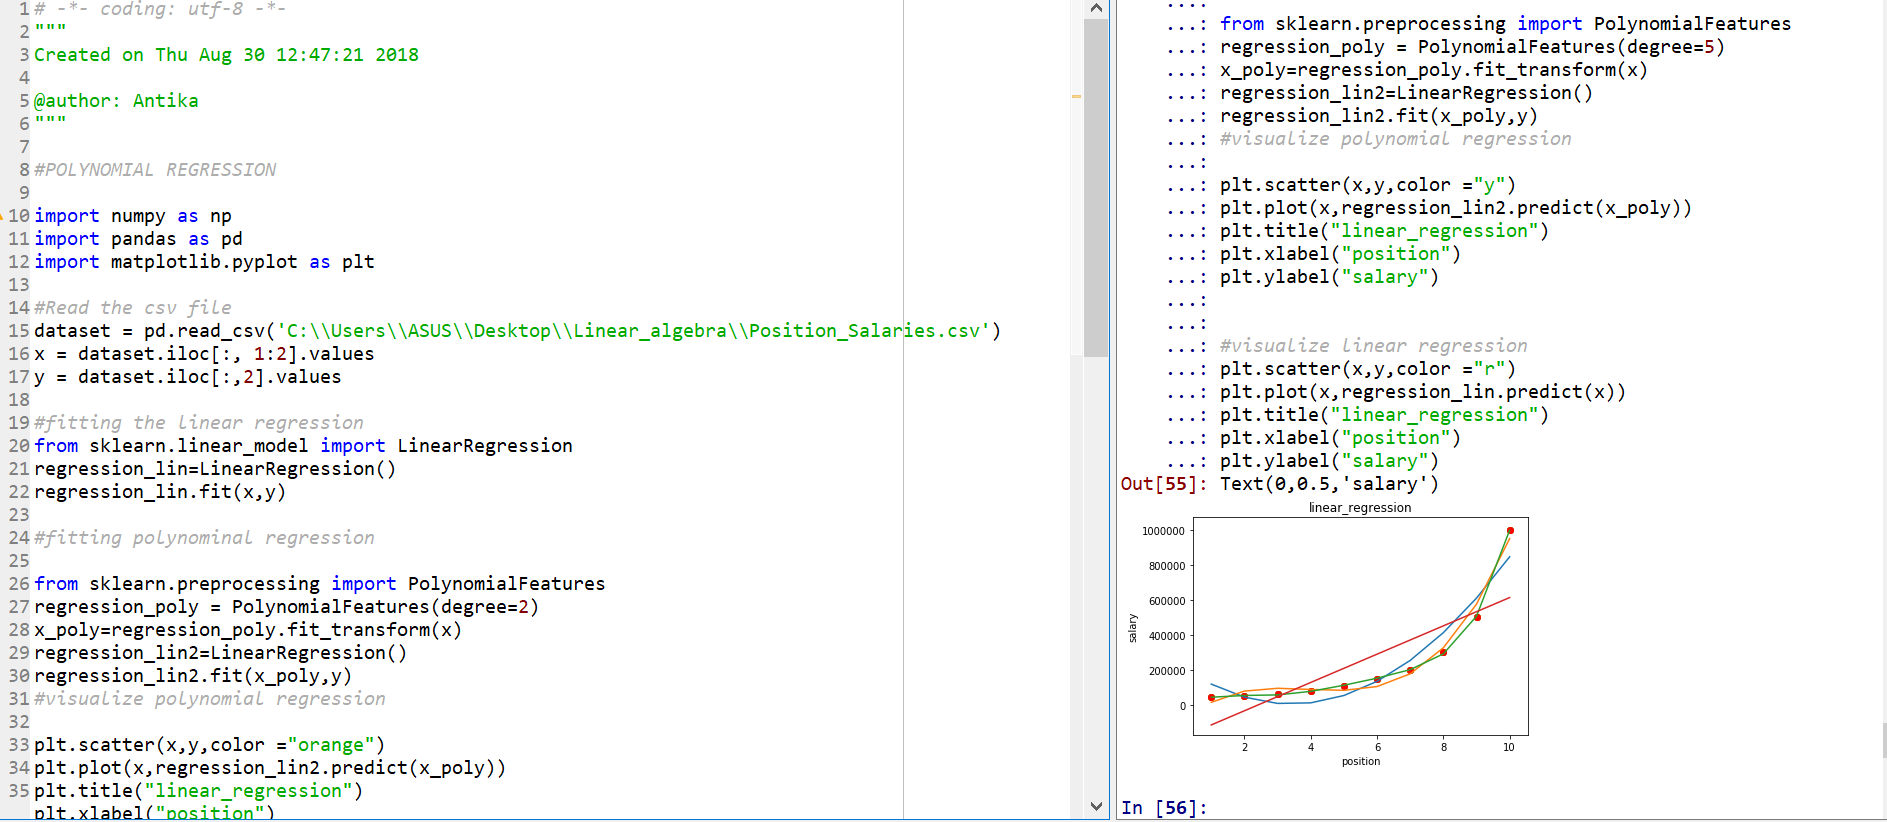 1 # -*- coding: utf-8 -*-
2 """
3 Created on Thu Aug 30 12:47:21 2018
4
5 @author: Antika
6 """
7
8 #POLYNOMIAL REGRESSION
9
10 import numpy as np
11 import pandas as pd
12 import matplotlib.pyplot as plt
13
14 #Read the csv file
15 dataset = pd.read_csv('C:\\Users\\ASUS\\Desktop\\Linear_algebra\\Position_Salaries.csv')
16 x = dataset.iloc[:, 1:2].values
17 y = dataset.iloc[:,2].values
18
19 #fitting the linear regression
20 from sklearn.linear_model import LinearRegression
21 regression_lin=LinearRegression()
22 regression_lin.fit(x,y)
23
24 #fitting polynominal regression
25
26 from sklearn.preprocessing import PolynomialFeatures
27 regression_poly = PolynomialFeatures(degree=2)
28 x_poly=regression_poly.fit_transform(x)
29 regression_lin2=LinearRegression()
30 regression_lin2.fit(x_poly,y)
31 #visualize polynomial regression
32
33 plt.scatter(x,y,color ="orange")
34 plt.plot(x,regression_lin2.predict(x_poly))
35 plt.title("linear_regression")
plt.xlabel("position")
...:
...: from sklearn.preprocessing import PolynomialFeatures
...: regression_poly = PolynomialFeatures(degree=5)
...: x_poly=regression_poly.fit_transform(x)
...: regression_lin2=LinearRegression()
...: regression_lin2.fit(x_poly,y)
...: #visualize polynomial regression
...:
...: plt.scatter(x,y,color ="y")
...: plt.plot(x,regression_lin2.predict(x_poly))
...: plt.title("linear_regression")
...: plt.xlabel("position")
...: plt.ylabel("salary")
...:
...:
...: #visualize linear regression
...: plt.scatter(x,y,color ="r")
...: plt.plot(x,regression_lin.predict(x))
...: plt.title("linear_regression")
...: plt.xlabel("position")
...: plt.ylabel("salary")
Out[55]: Text(0,0.5,'salary')
linear_regression
1000000
800000
600000
400000
200000
0
salary
2 4 6 8 10
position
In [56]: